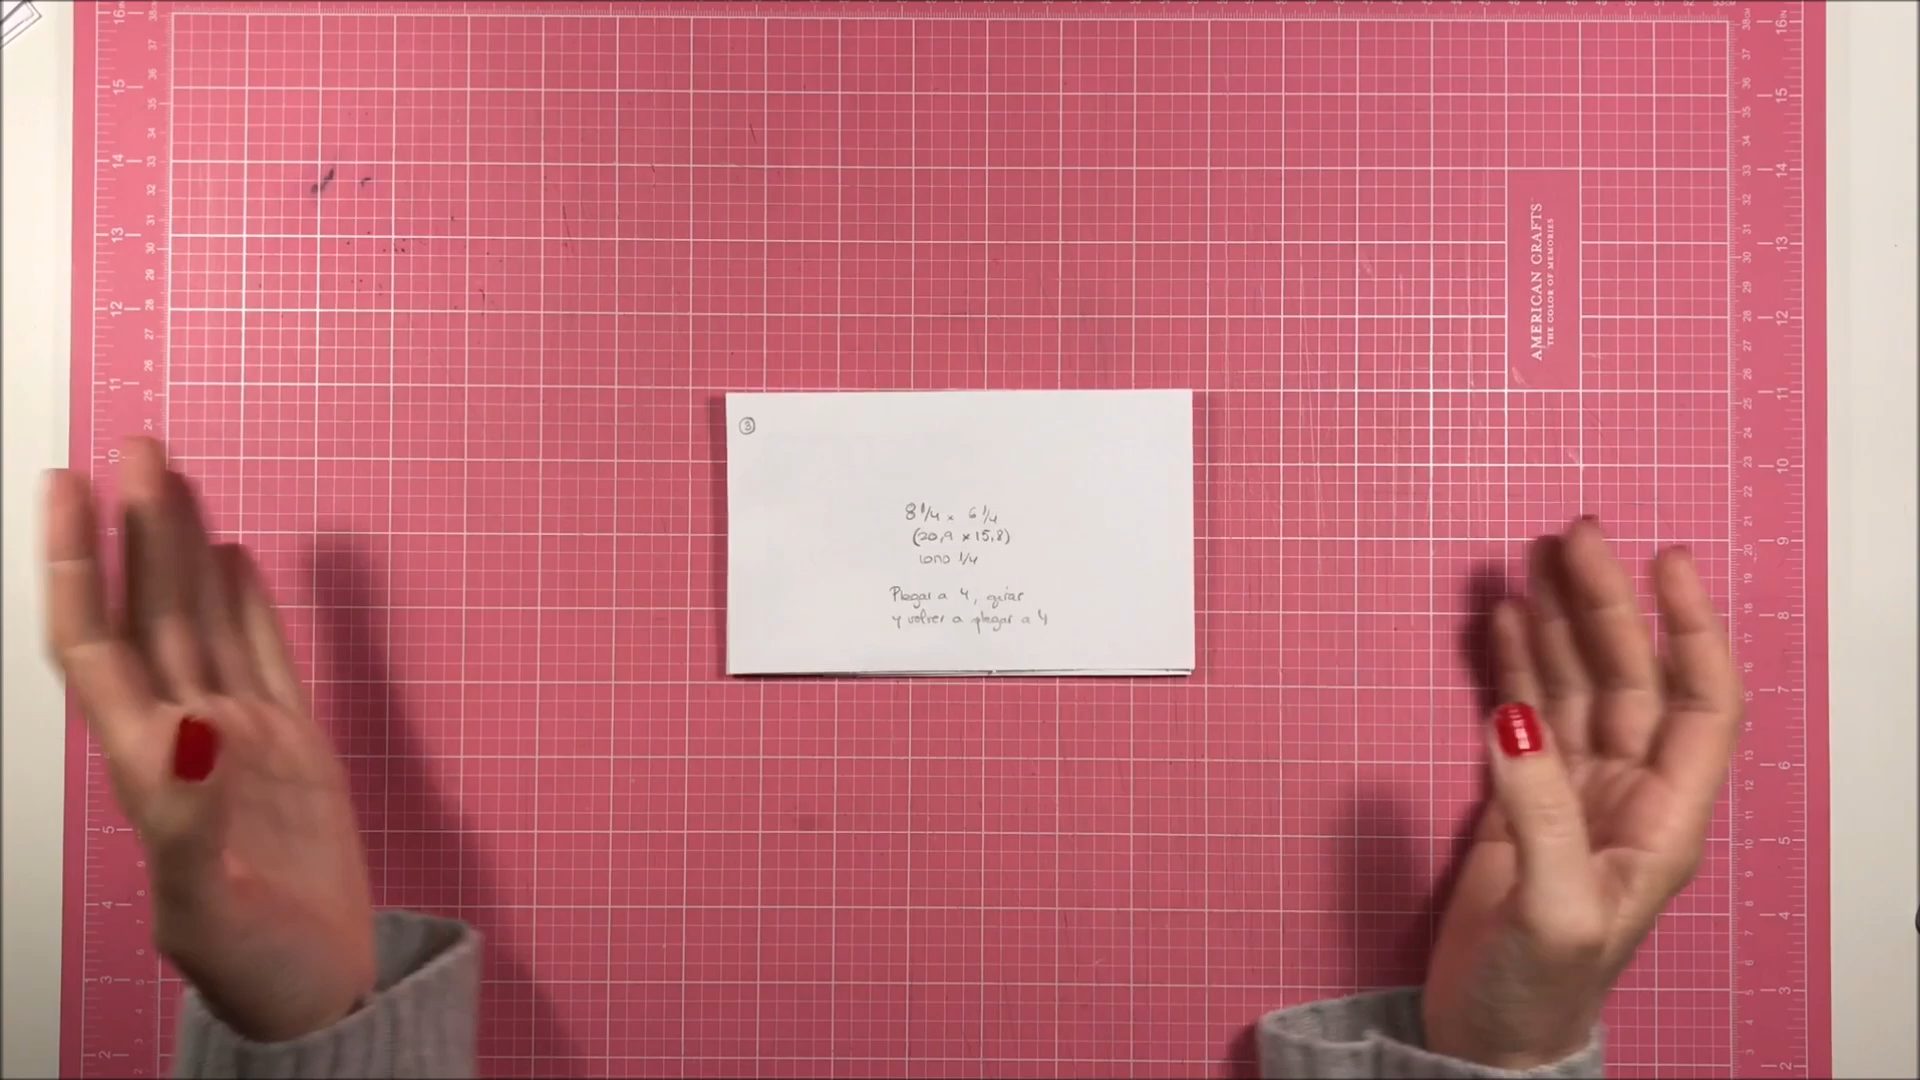 AMERICAN CRAFTS
THE COLOR OF MEMORIES
3
8 1/4 x 6 1/4
(20,9 x 15,8)
lomo 1/4
Plegar a 4, girar
y volver a plegar a 4